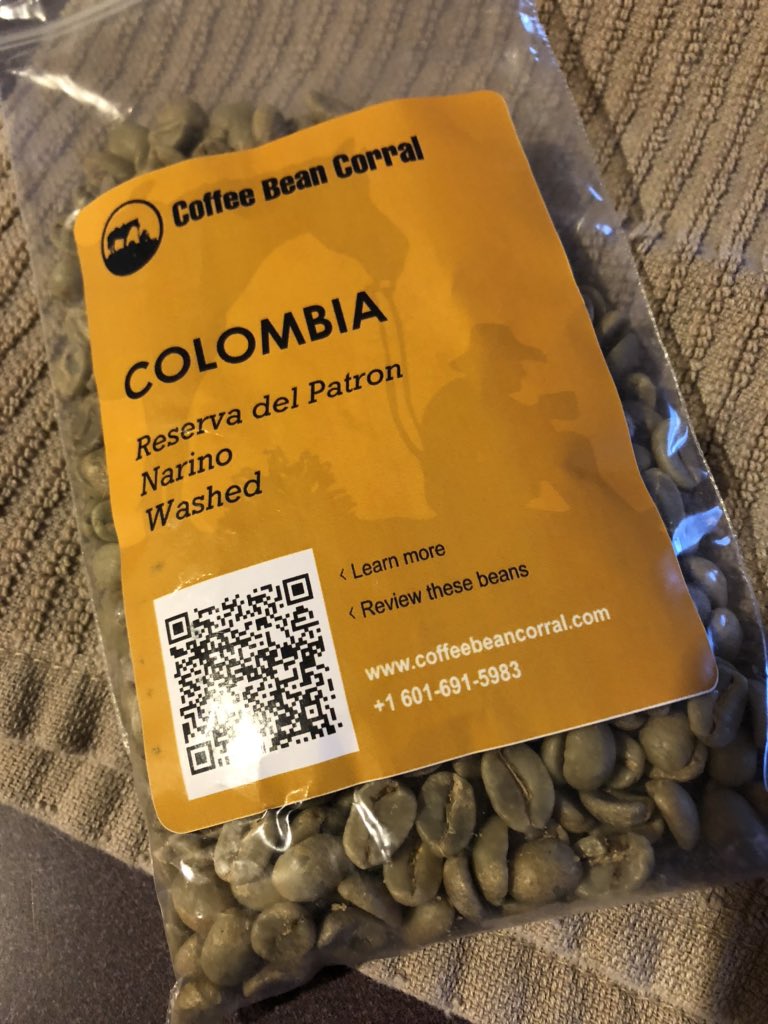 Coffee Bean Corral
COLOMBIA
Reserva del Patron
Narino
Washed
‹ Learn more
‹ Review these beans
www.coffeebeancorral.com
+1 601-691-5983